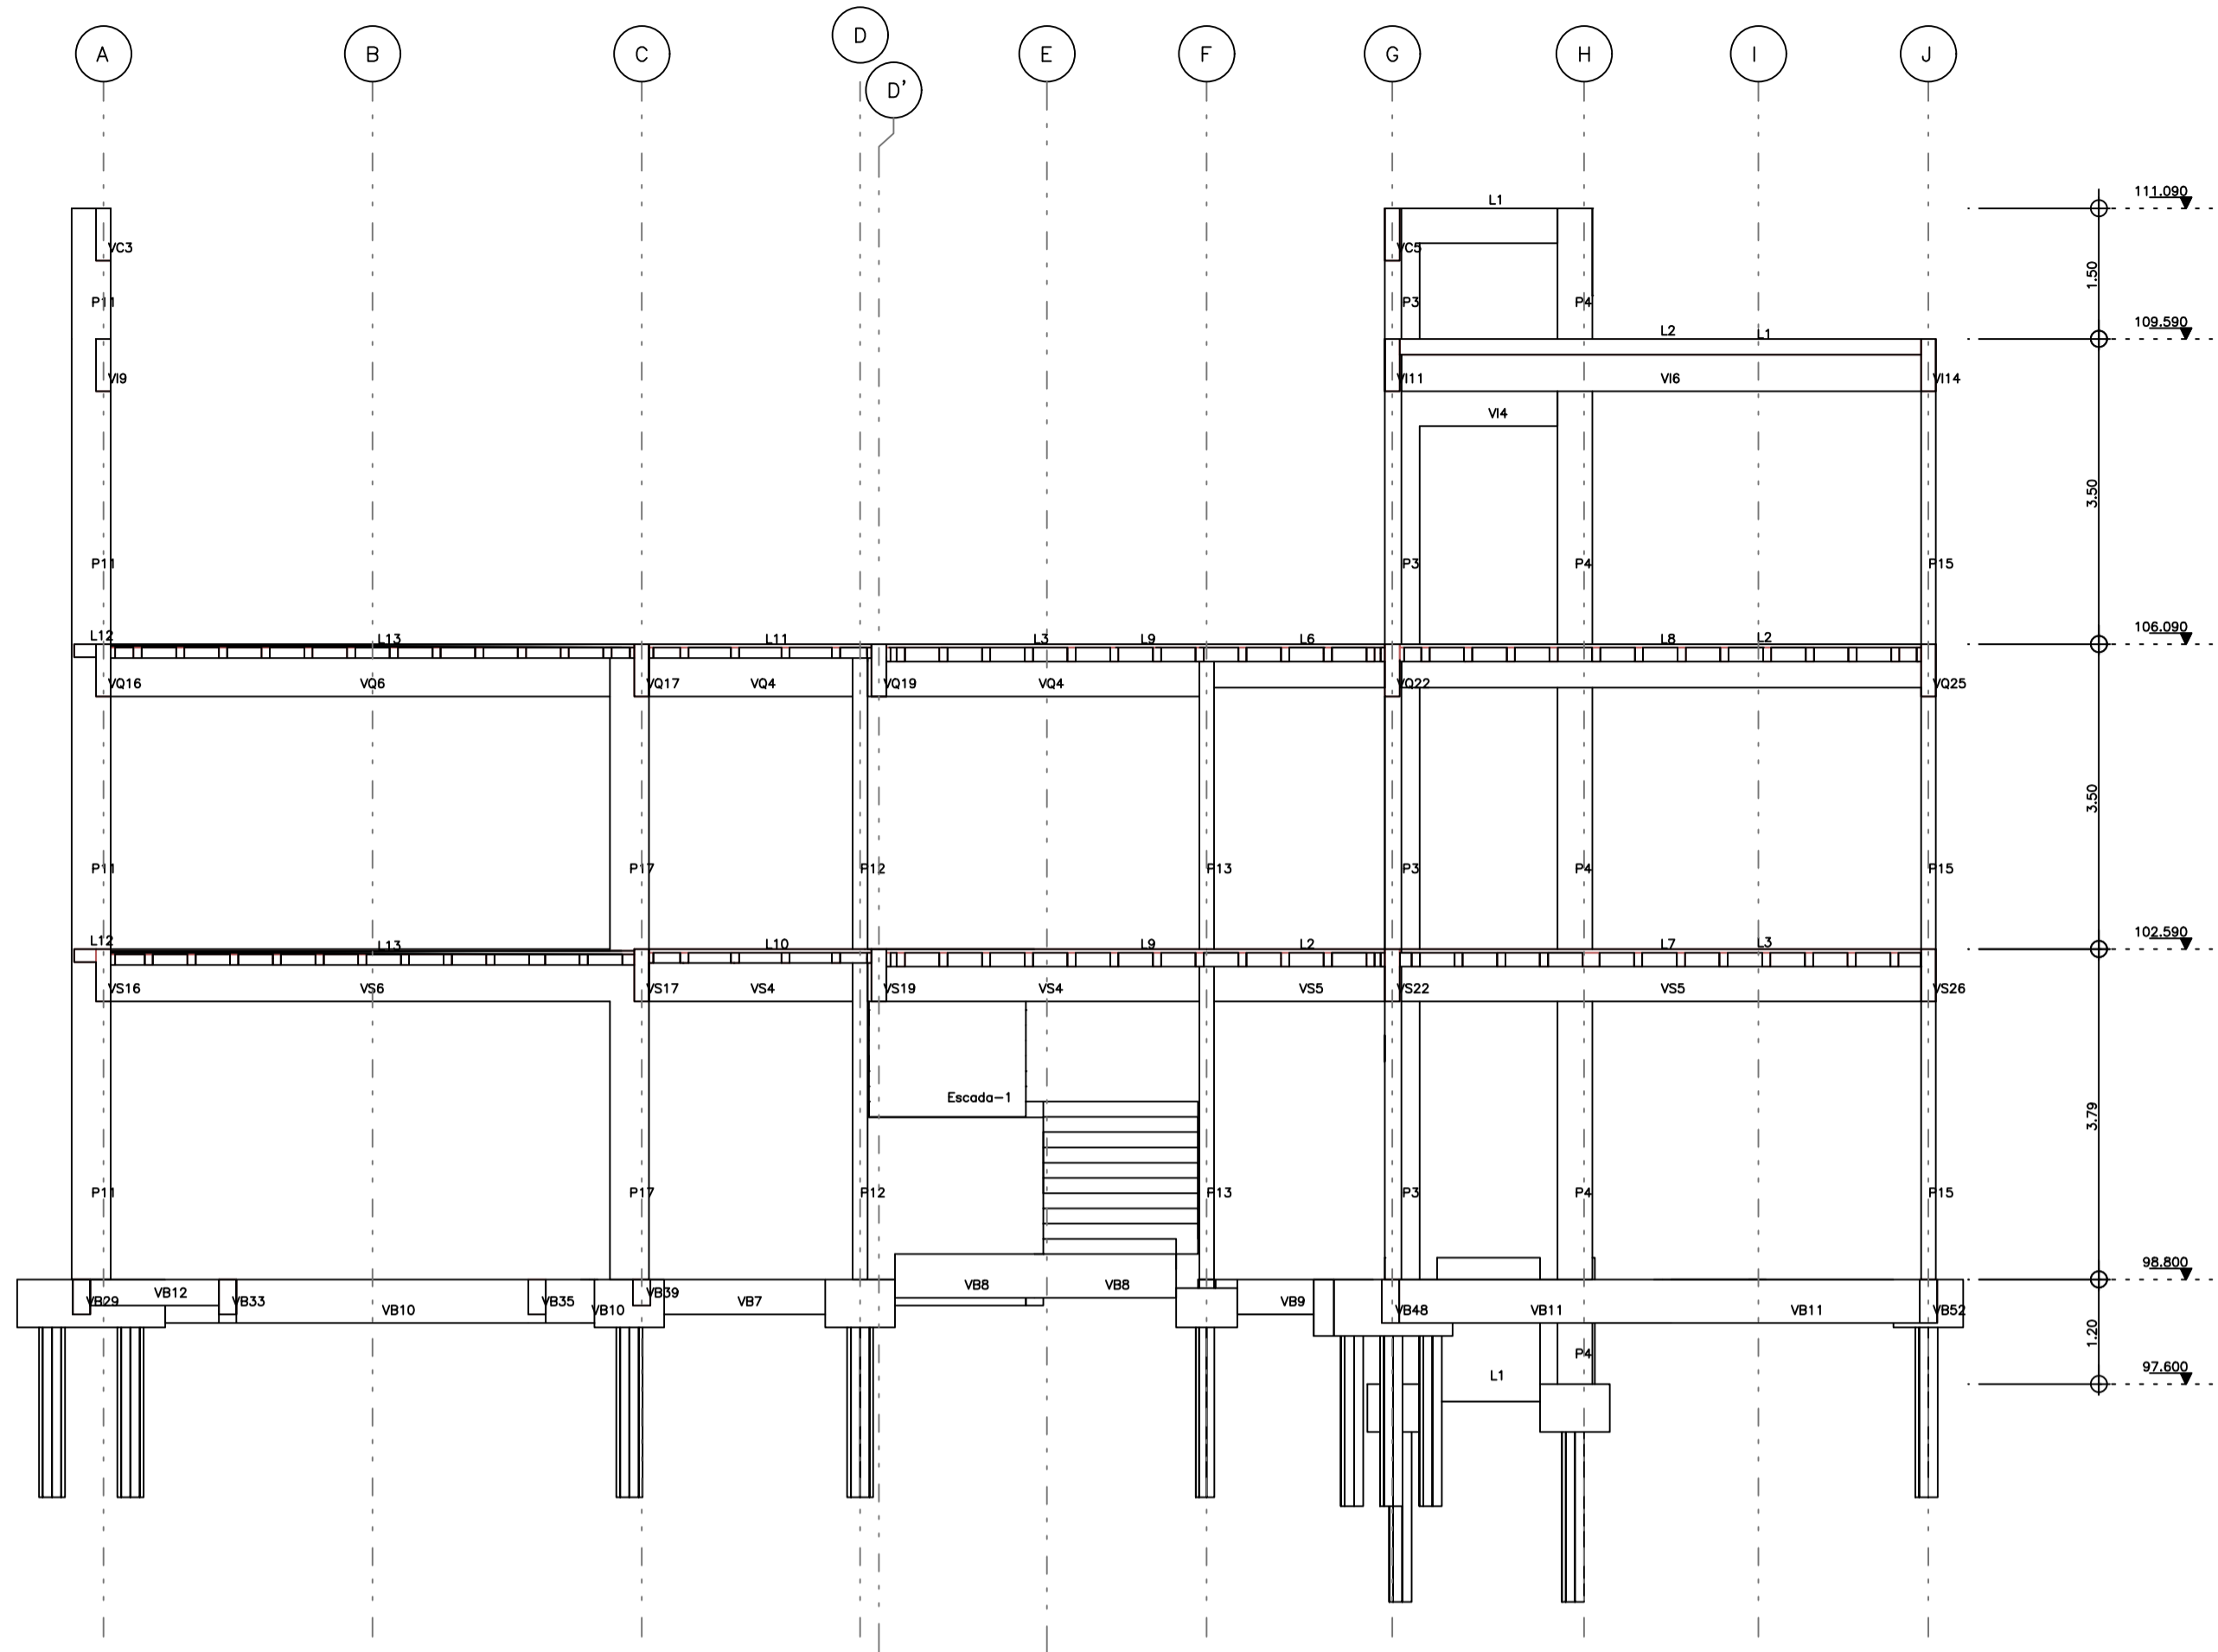 D
A B C E F G H I J
D'
111.090
L1
VC3 VC5
1.50
P11 P3 P4
109.590
L2 L1
VI9 VI11 VI6 VI14
VI4
3.50
P11 P3 P4 P15
106.090
L12 L13 L11 L3 L9 L6 L8 L2
VQ16 VQ6 VQ17 VQ4 VQ19 VQ4 VQ22 VQ25
3.50
P11 P17 P12 P13 P3 P4 P15
102.590
L12 L13 L10 L9 L2 L7 L3
VS16 VS6 VS17 VS4 VS19 VS4 VS5 VS22 VS5 VS26
Escada-1
3.79
P11 P17 P12 P13 P3 P4 P15
98.800
VB29 VB12 VB33 VB10 VB35 VB10 VB39 VB7 VB8 VB8 VB9 VB48 VB11 VB11 VB52
1.20
P4
97.600
L1